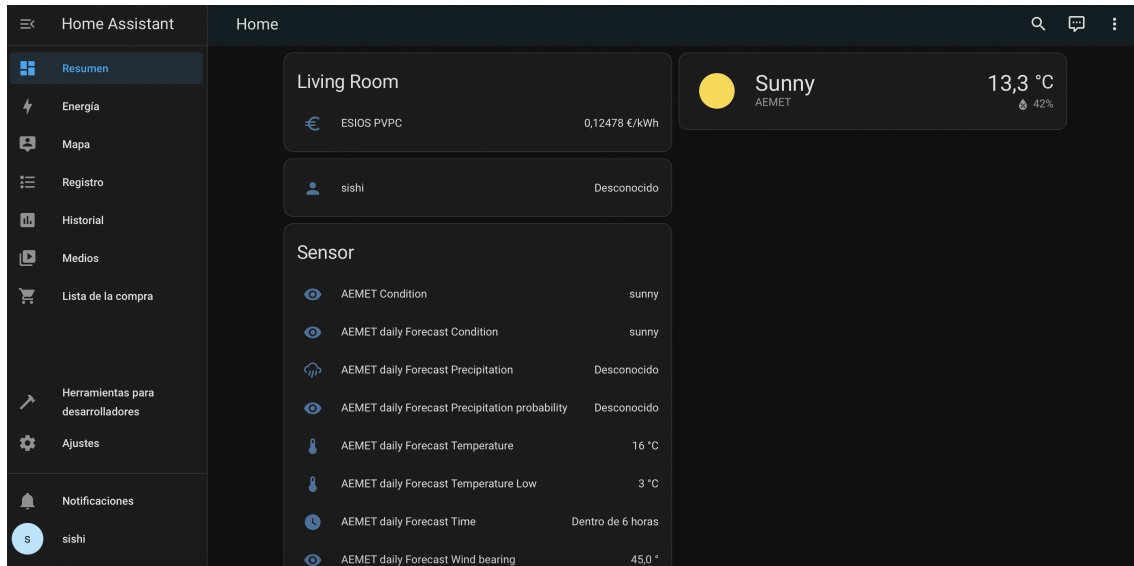 Home Assistant
Resumen
Energía
Mapa
Registro
Historial
Medios
Lista de la compra
Herramientas para
desarrolladores
Ajustes
Notificaciones
s
sishi
Home
Living Room
ESIOS PVPC 0,12478 €/kWh
sishi Desconocido
Sensor
AEMET Condition sunny
AEMET daily Forecast Condition sunny
AEMET daily Forecast Precipitation Desconocido
AEMET daily Forecast Precipitation probability Desconocido
AEMET daily Forecast Temperature 16 °C
AEMET daily Forecast Temperature Low 3 °C
AEMET daily Forecast Time Dentro de 6 horas
AEMET daily Forecast Wind bearing 45,0 °
Sunny 13,3 °C
AEMET 42%